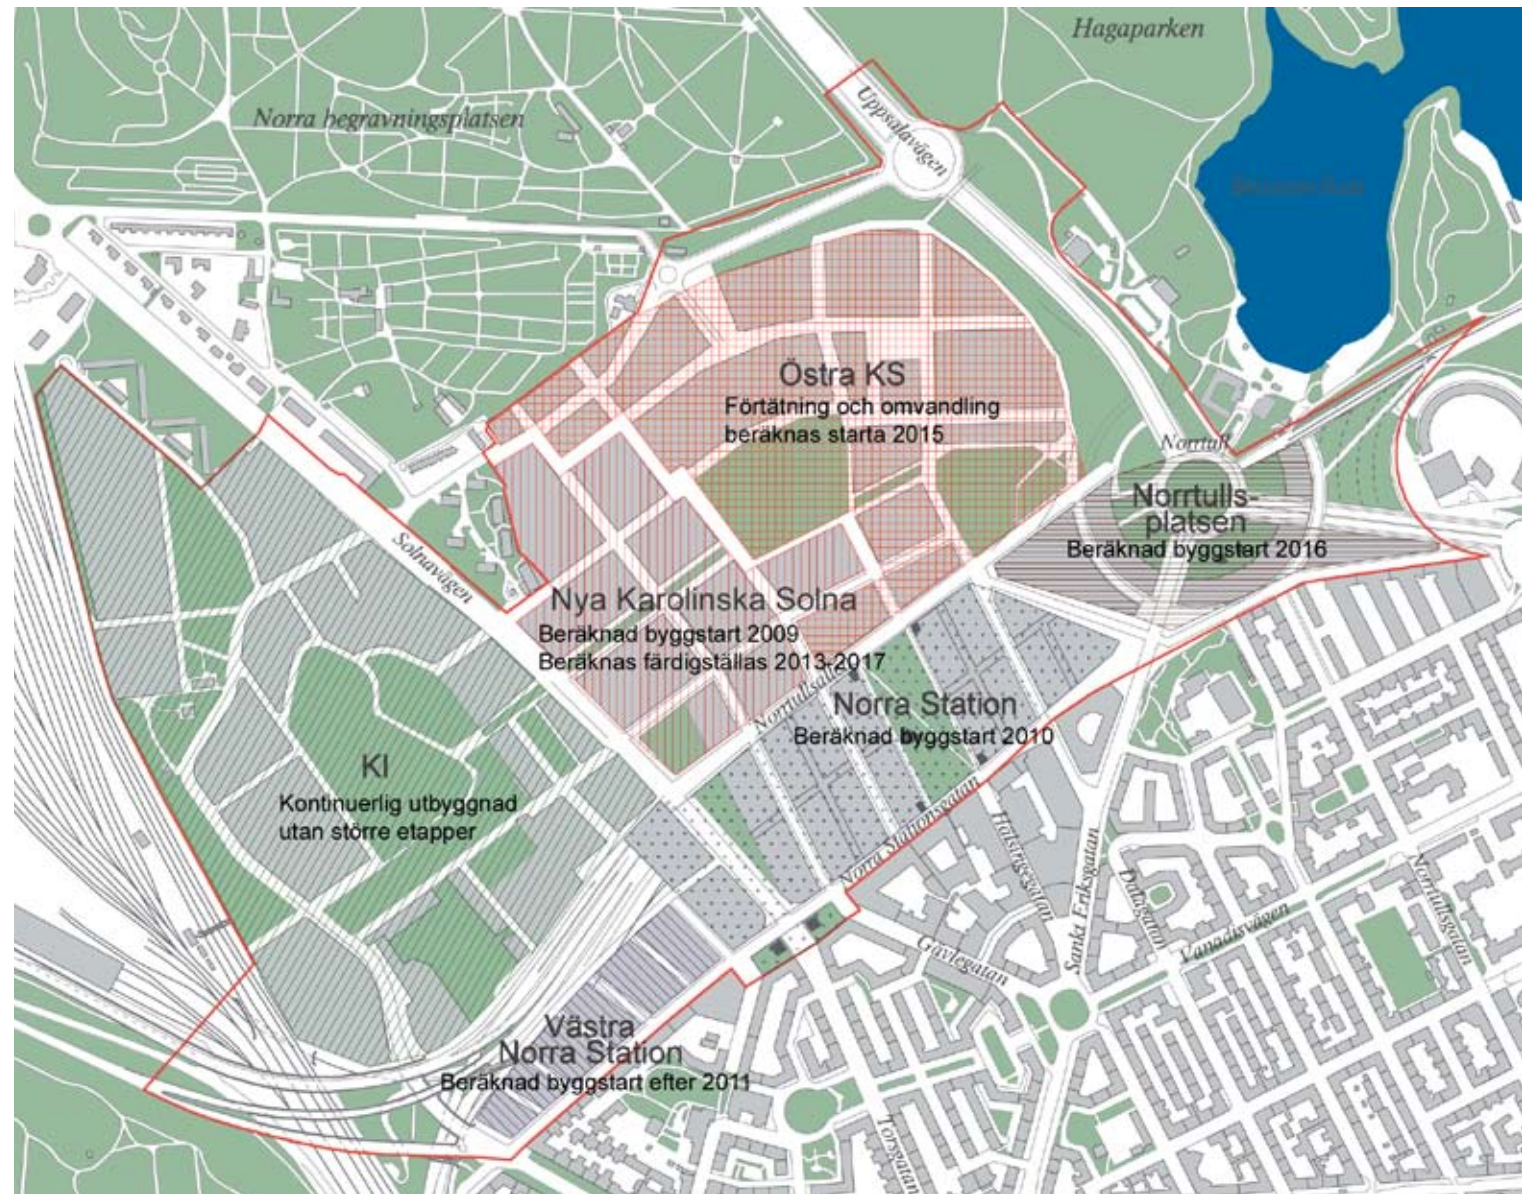 Hagaparken
Uppsalavägen
Norra begravningsplatsen
Östra KS
Förtätning och omvandling
beräknas starta 2015
Norrtull
Norrtulls-
platsen
Beräknad byggstart 2016
Solnavägen
Nya Karolinska Solna
Beräknad byggstart 2009
Beräknas färdigställas 2013-2017
Norra Station
Beräknad byggstart 2010
KI
Kontinuerlig utbyggnad
utan större etapper
Norra Stationsgatan
Hälsingegatan
Sankt Eriksgatan
Dalagatan
Vanadisvägen
Norrtullsgatan
Gävlegatan
Västra
Norra Station
Beräknad byggstart efter 2011
Torsgatan